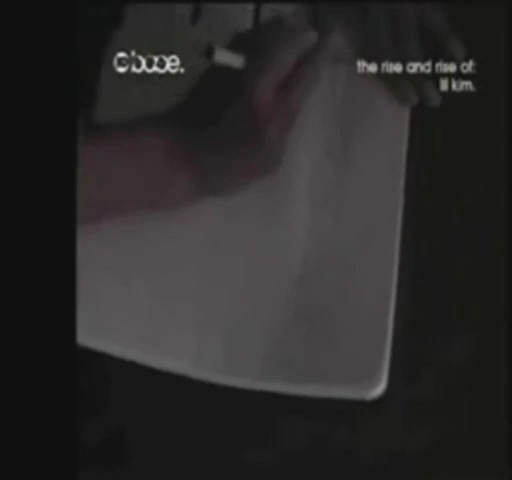 the rise and rise of:
lil kim.